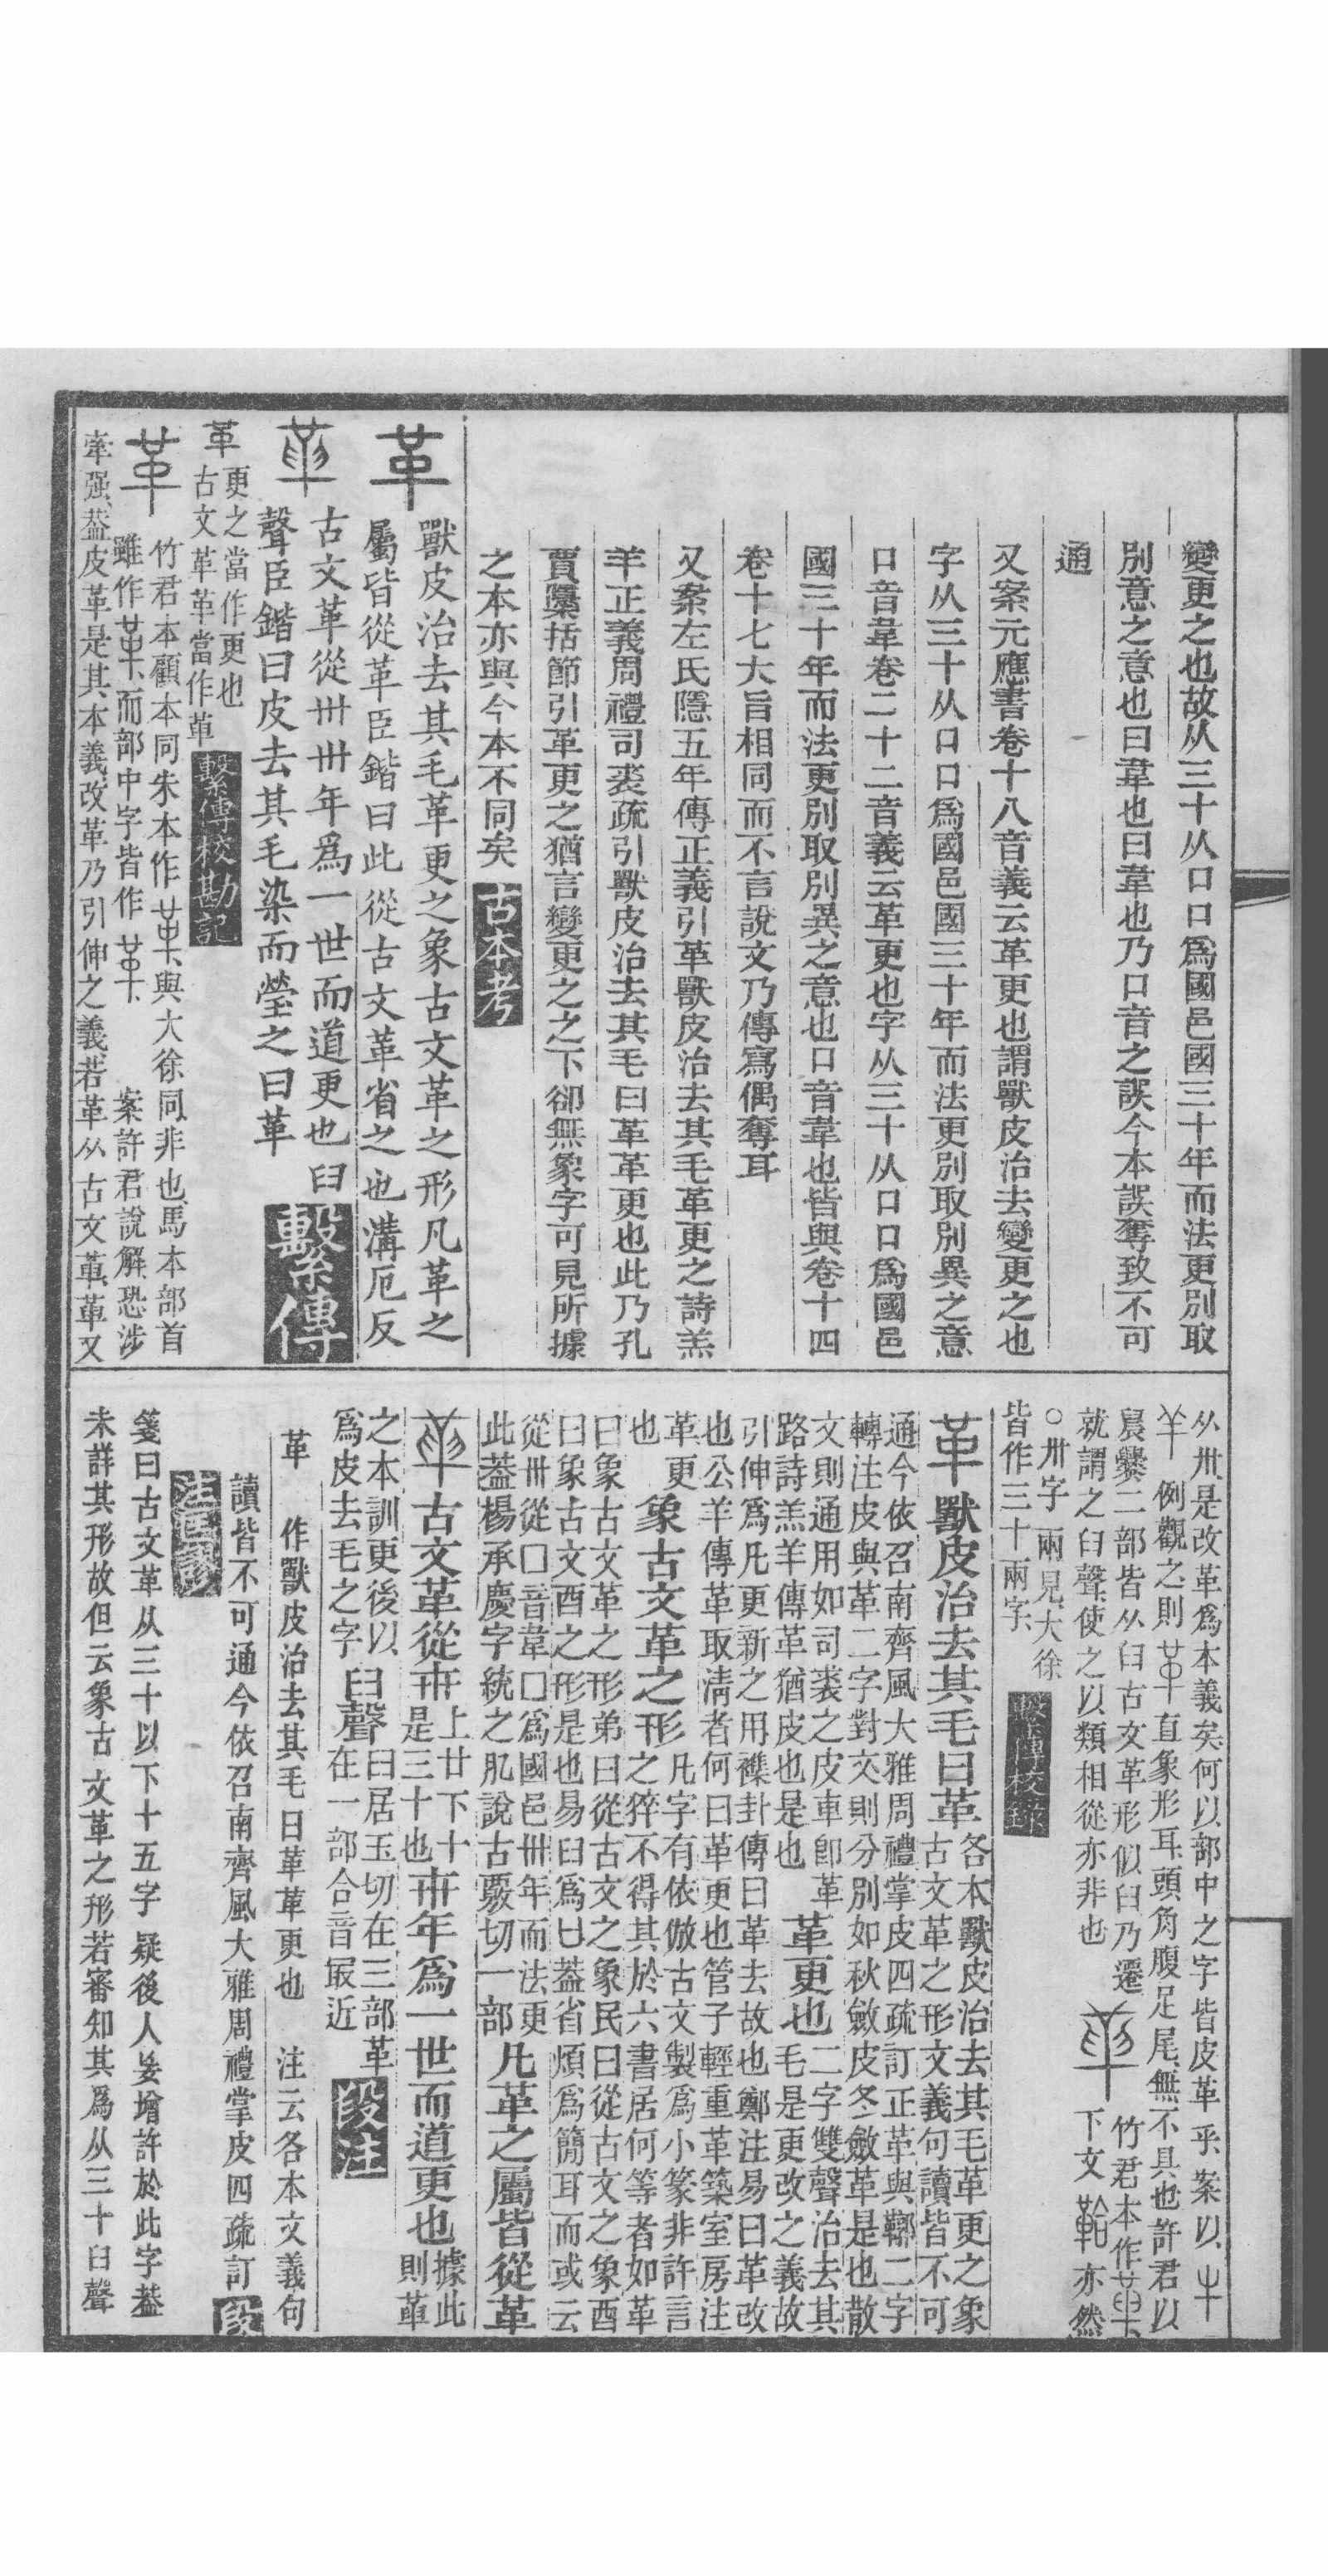 變更之也故从三十从口口爲國邑國三十年而法更別取
別意之意也曰韋也曰韋也乃口音之誤今本誤奪致不可
通
又案元應書卷十八音義云革更也謂獸皮治去變更之也
字从三十从口口爲國邑國三十年而法更別取別異之意
口音韋卷二十二音義云革更也字从三十从口口爲國邑
國三十年而法更別取別異之意也口音韋也皆與卷十四
卷十七大旨相同而不言說文乃傳寫偶奪耳
又案左氏隱五年傳正義引革獸皮治去其毛革更之詩羔
羊正義周禮司裘疏引獸皮治去其毛曰革革更也此乃孔
賈檃括節引革更之猶言變更之之下卻無象字可見所據
之本亦與今本不同矣 古本考
革 獸皮治去其毛革更之象古文革之形凡革之
屬皆從革臣鍇曰此從古文革省之也溝厄反
古文革從卅卅年爲一世而道更也𦥑
聲臣鍇曰皮去其毛染而瑩之曰革 繫傳
革 更之當作更也
古文革革當作革 繫傳校勘記
革 竹君本顧本同朱本作 與大徐同非也馬本部首
雖作 而部中字皆作 案許君說解恐涉
牽强葢皮革是其本義改革乃引伸之義若革从古文革革又
从卅是改革爲本義矣何以部中之字皆皮革乎案以
例觀之則 直象形耳頭角腹足尾無不具也許君以
䢅爨二部皆从𦥑古文革形似𦥑乃遷 竹君本作
就謂之𦥑聲使之以類相從亦非也 下文 亦然
○卅字兩見大徐
皆作三十兩字 繫傳校錄
革 獸皮治去其毛曰革 各本獸皮治去其毛革更之象
古文革之形文義句讀皆不可
通今依召南齊風大雅周禮掌皮四疏訂正革與鞹二字
轉注皮與革二字對文則分別如秋斂皮冬斂革是也散
文則通用如司裘之皮車卽革
路詩羔羊傳革猶皮也是也 革更也 二字雙聲治去其
毛是更改之義故
引伸爲凡更新之用襍卦傳曰革去故也鄭注易曰革改
也公羊傳革取清者何曰革更也管子輕重革築室房注
革更
也 象古文革之形 凡字有依倣古文製爲小篆非許言
之猝不得其於六書居何等者如革
曰象古文革之形弟曰從古文之象民曰從古文之象酉
曰象古文酉之形是也易曰爲㠯葢省煩爲簡耳而或云
從卅從囗音韋囗爲國邑卅年而法更
此葢楊承慶字統之肊說古覈切一部 凡革之屬皆從革
古文革從卅 上廿下十
是三十也 卅年爲一世而道更也 據此
則革
之本訓更後以
爲皮去毛之字 𦥑聲 𦥑居玉切在三部革
在一部合音最近 段注
革 作獸皮治去其毛曰革革更也 注云各本文義句
讀皆不可通今依召南齊風大雅周禮掌皮四疏訂 段
注匡謬
箋曰古文革从三十以下十五字疑後人妄增許於此字葢
未詳其形故但云象古文革之形若審知其爲从三十𦥑聲